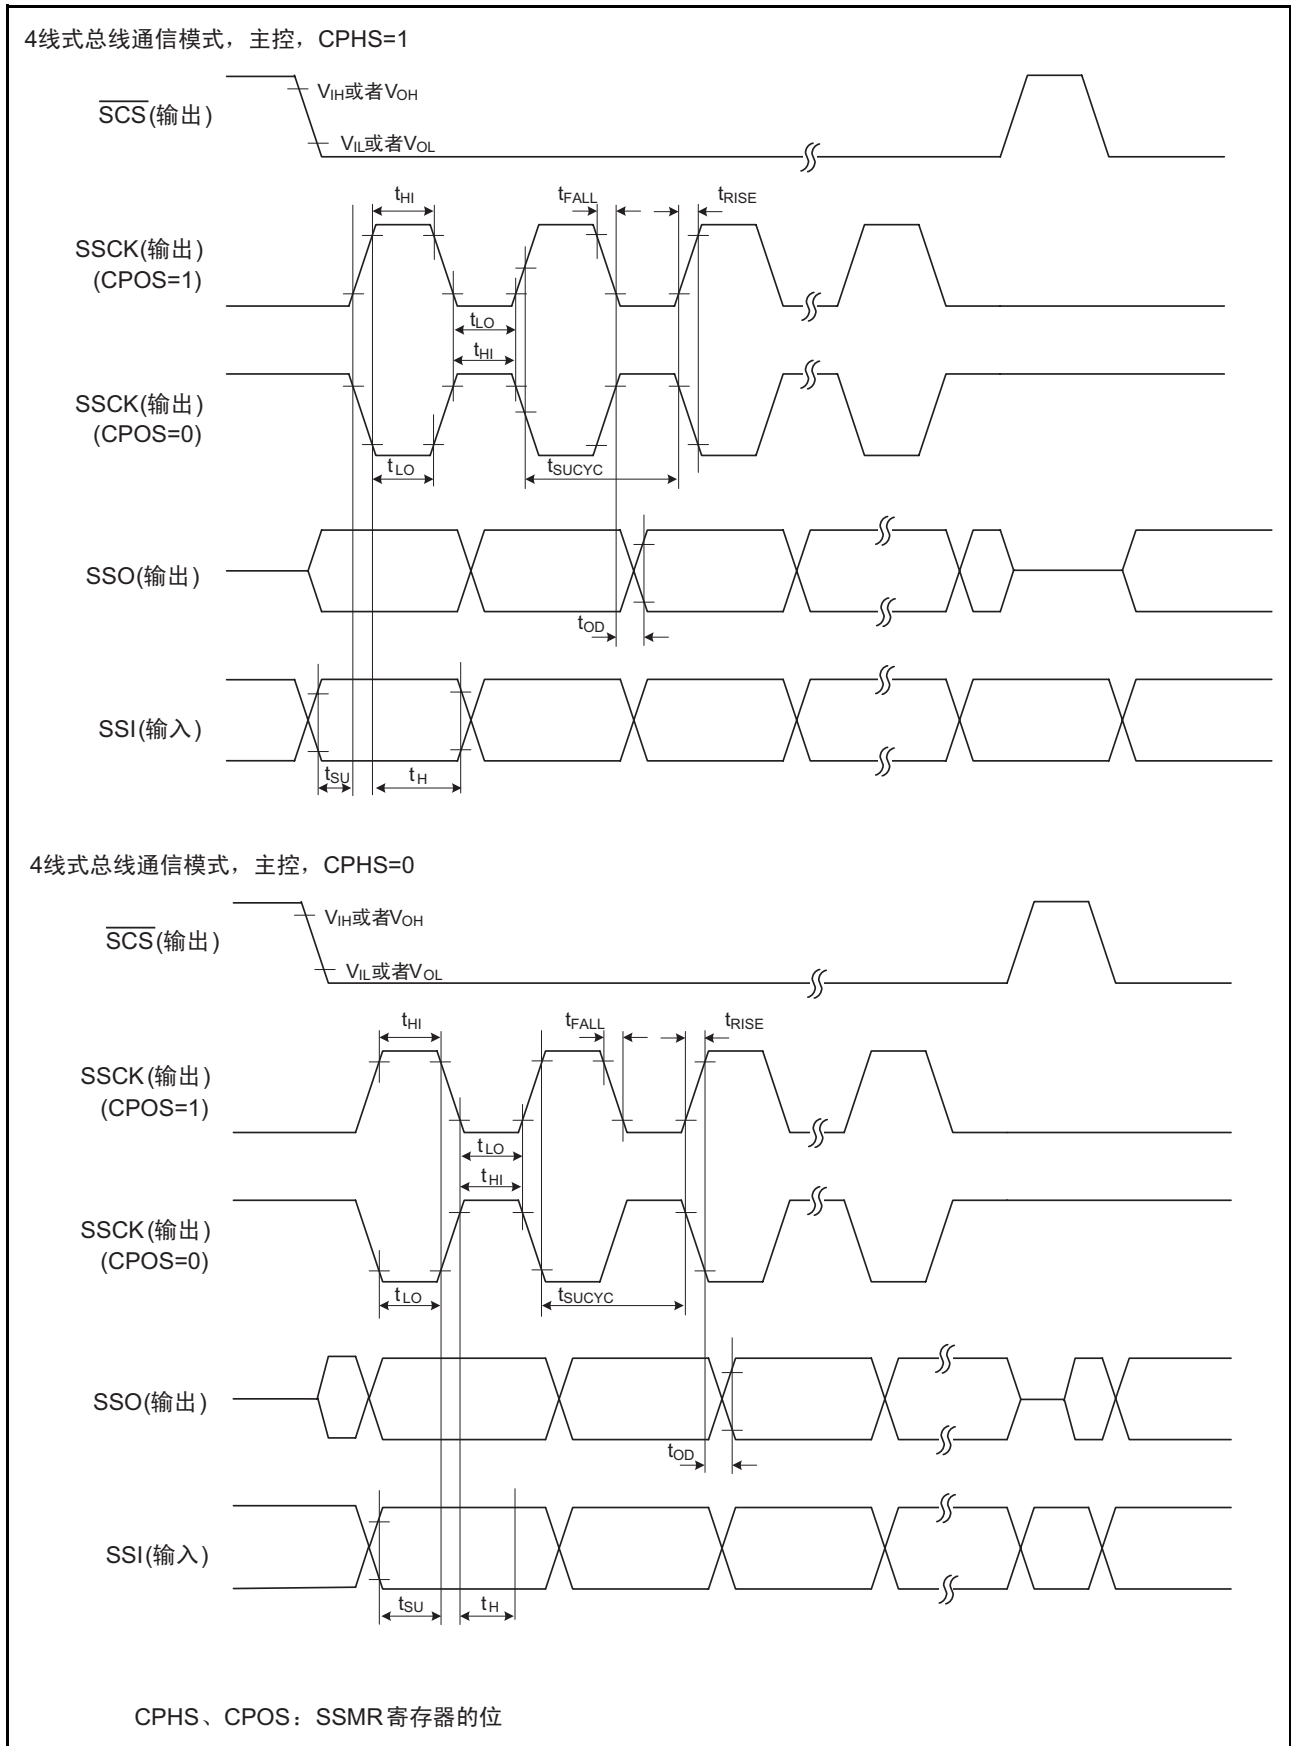 4线式总线通信模式，主控，CPHS=1
VIH或者VOH
SCS(输出)
VIL或者VOL
tHI
tFALL
tRISE
SSCK(输出)
(CPOS=1)
tLO
tHI
SSCK(输出)
(CPOS=0)
tLO
tSUCYC
SSO(输出)
tOD
SSI(输入)
tSU
tH
4线式总线通信模式，主控，CPHS=0
VIH或者VOH
SCS(输出)
VIL或者VOL
tHI
tFALL
tRISE
SSCK(输出)
(CPOS=1)
tLO
tHI
SSCK(输出)
(CPOS=0)
tLO
tSUCYC
SSO(输出)
tOD
SSI(输入)
tSU
tH
CPHS、CPOS：SSMR寄存器的位